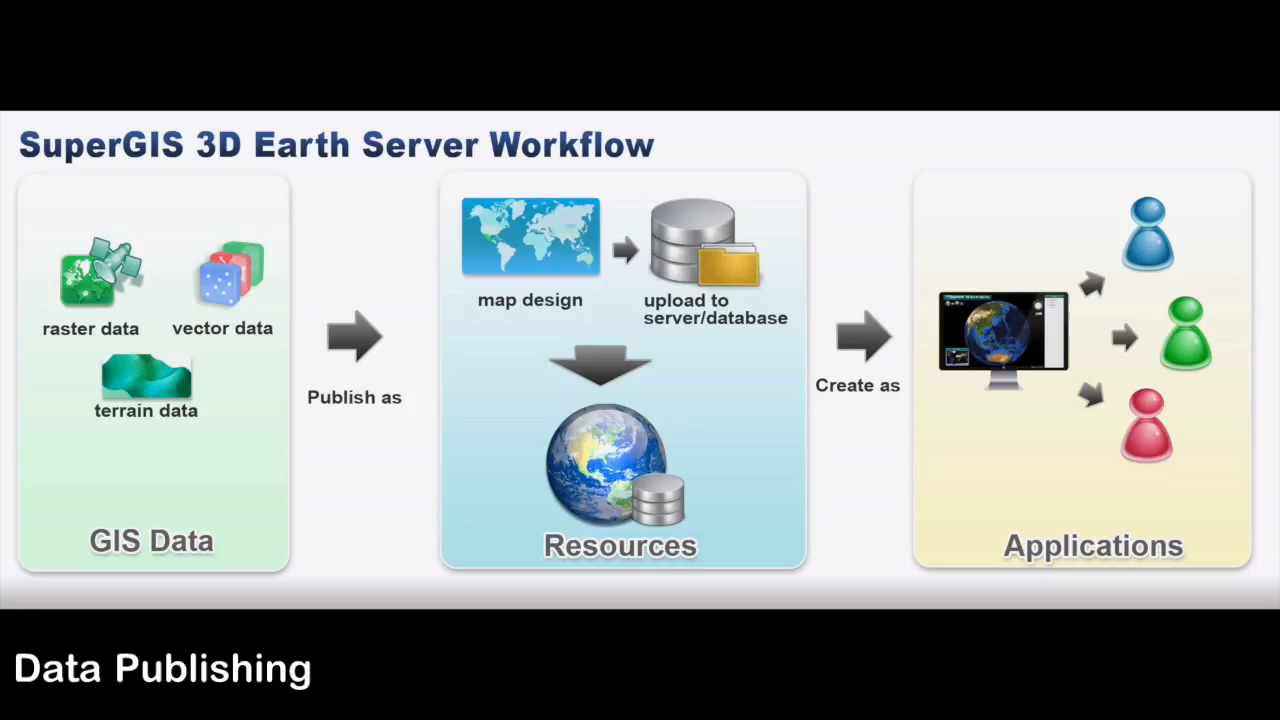 SuperGIS 3D Earth Server Workflow
raster data
vector data
terrain data
GIS Data
Publish as
map design
upload to
server/database
Resources
Create as
Applications
Data Publishing